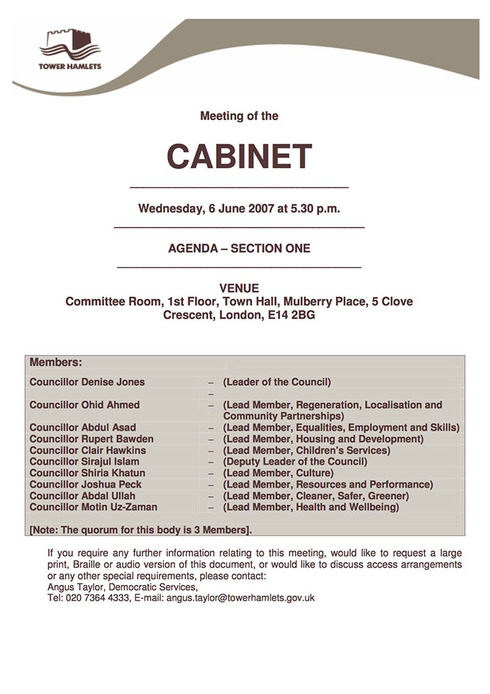 TOWER HAMLETS
Meeting of the
CABINET
Wednesday, 6 June 2007 at 5.30 p.m.
AGENDA – SECTION ONE
VENUE
Committee Room, 1st Floor, Town Hall, Mulberry Place, 5 Clove
Crescent, London, E14 2BG
Members:
Councillor Denise Jones – (Leader of the Council)
–
Councillor Ohid Ahmed – (Lead Member, Regeneration, Localisation and
Community Partnerships)
Councillor Abdul Asad – (Lead Member, Equalities, Employment and Skills)
Councillor Rupert Bawden – (Lead Member, Housing and Development)
Councillor Clair Hawkins – (Lead Member, Children's Services)
Councillor Sirajul Islam – (Deputy Leader of the Council)
Councillor Shiria Khatun – (Lead Member, Culture)
Councillor Joshua Peck – (Lead Member, Resources and Performance)
Councillor Abdal Ullah – (Lead Member, Cleaner, Safer, Greener)
Councillor Motin Uz-Zaman – (Lead Member, Health and Wellbeing)
[Note: The quorum for this body is 3 Members].
If you require any further information relating to this meeting, would like to request a large
print, Braille or audio version of this document, or would like to discuss access arrangements
or any other special requirements, please contact:
Angus Taylor, Democratic Services,
Tel: 020 7364 4333, E-mail: angus.taylor@towerhamlets.gov.uk